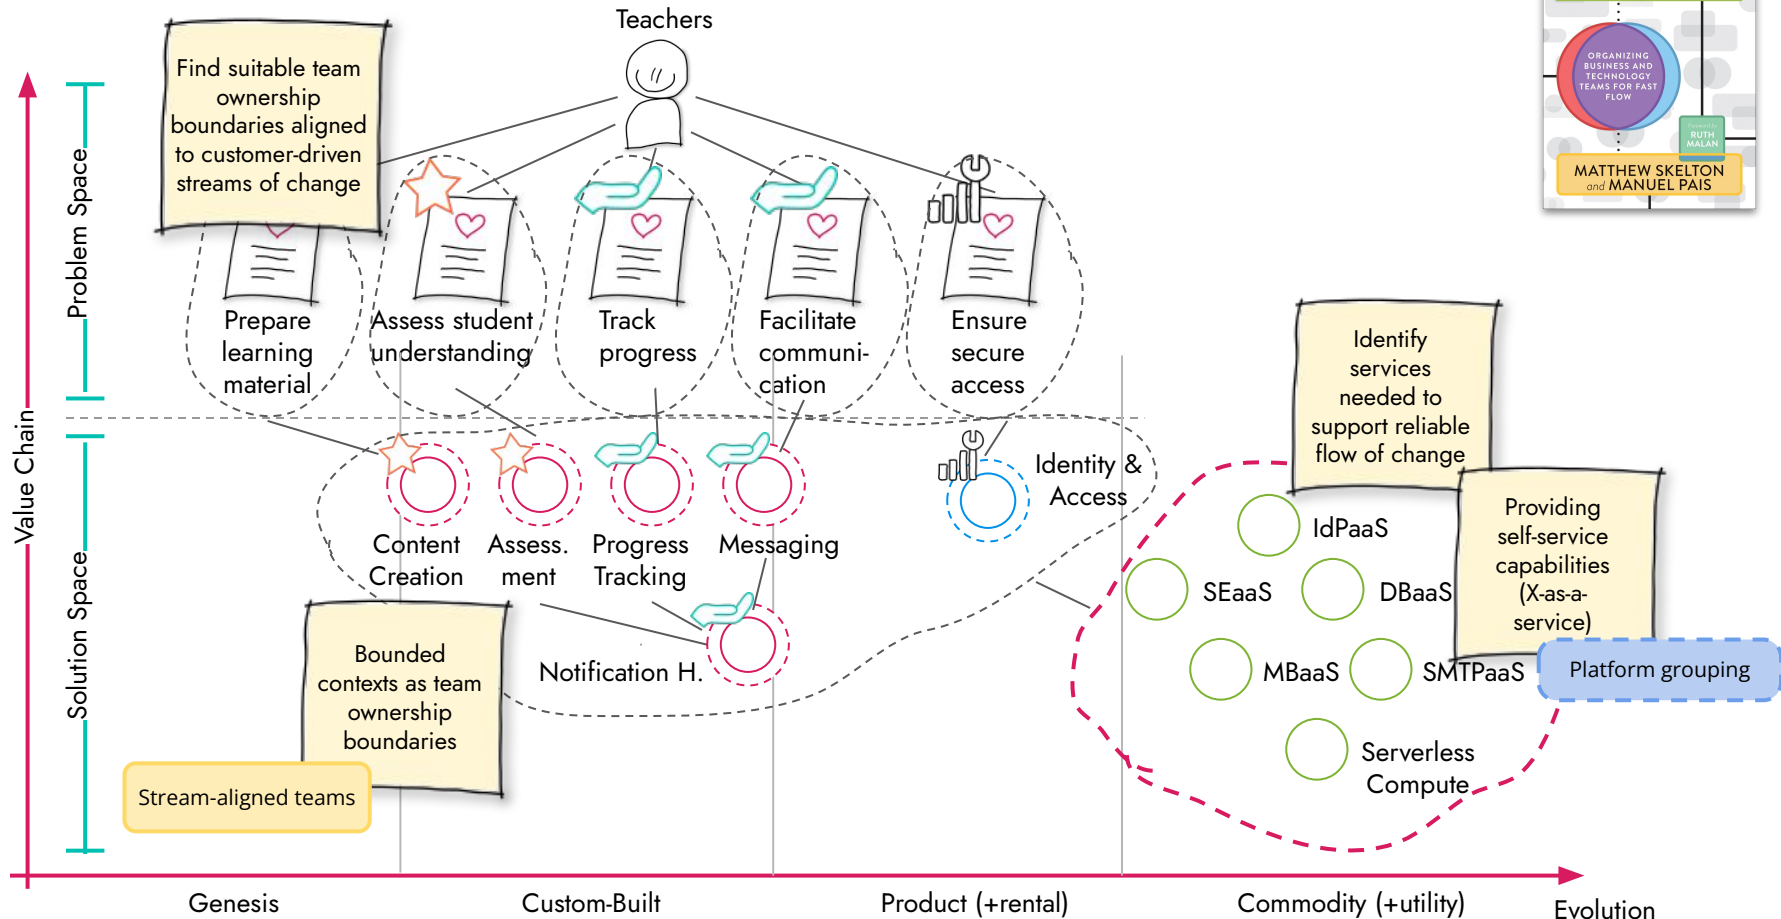 Teachers
Find suitable team
ownership
boundaries aligned
to customer-driven
streams of change
ORGANIZING
BUSINESS AND
TECHNOLOGY
TEAMS FOR FAST
FLOW
RUTH
MALAN
MATTHEW SKELTON
and MANUEL PAIS
Value Chain
Problem Space
Prepare
learning
material
Assess student
understanding
Track
progress
Facilitate
communi-
cation
Ensure
secure
access
Identify
services
needed to
support reliable
flow of change
Solution Space
Content
Creation
Assess.
ment
Progress
Tracking
Messaging
Identity &
Access
Notification H.
Providing
self-service
capabilities
(X-as-a-
service)
IdPaaS
SEaaS
DBaaS
MBaaS
SMTPaaS
Platform grouping
Serverless
Compute
Bounded
contexts as team
ownership
boundaries
Stream-aligned teams
Genesis
Custom-Built
Product (+rental)
Commodity (+utility)
Evolution